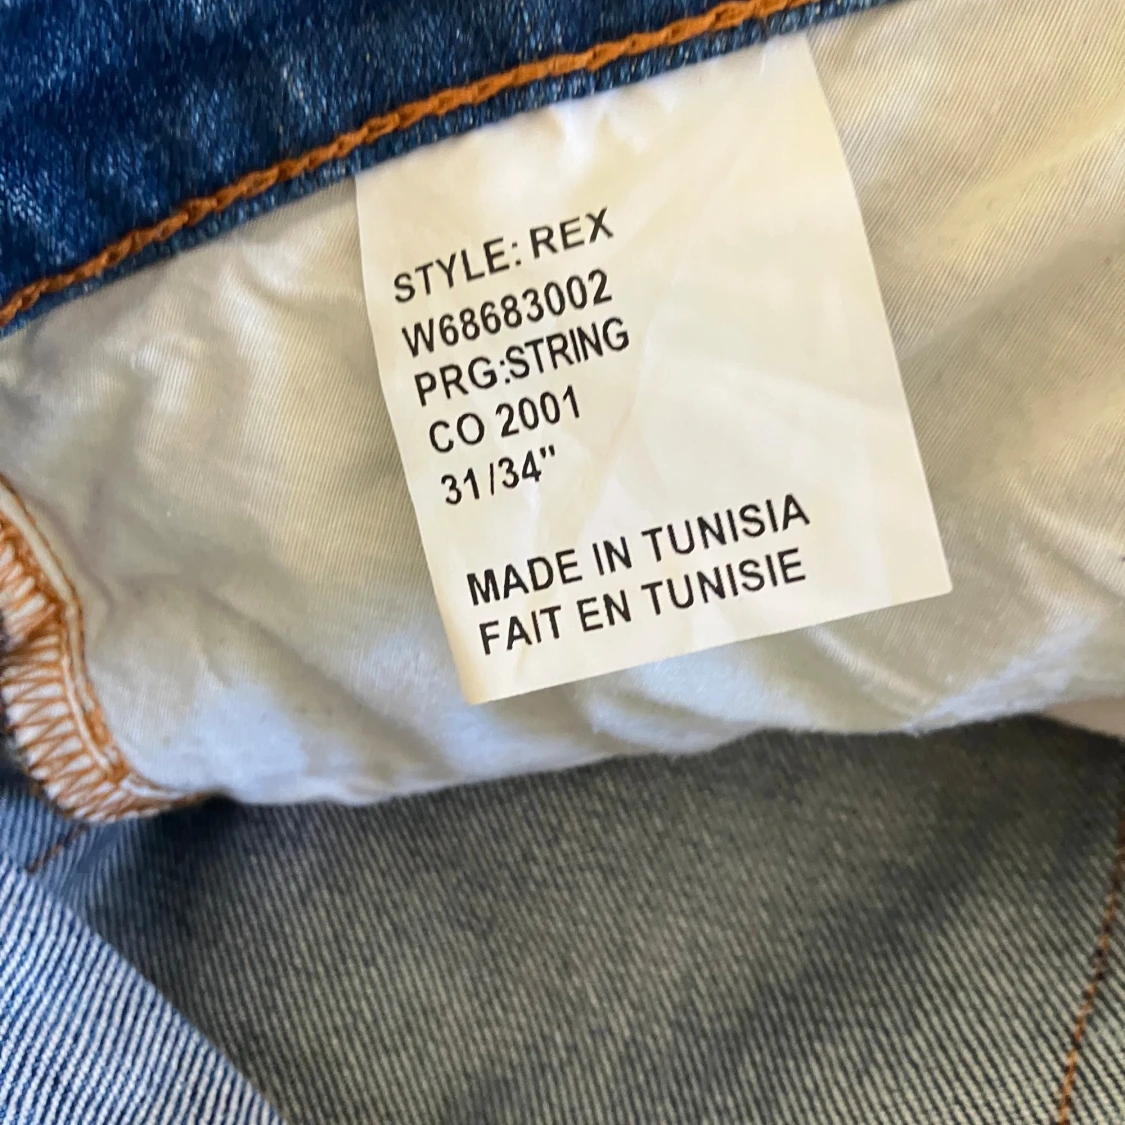 STYLE: REX
W68683002
PRG:STRING
CO 2001
31/34"
MADE IN TUNISIA
FAIT EN TUNISIE